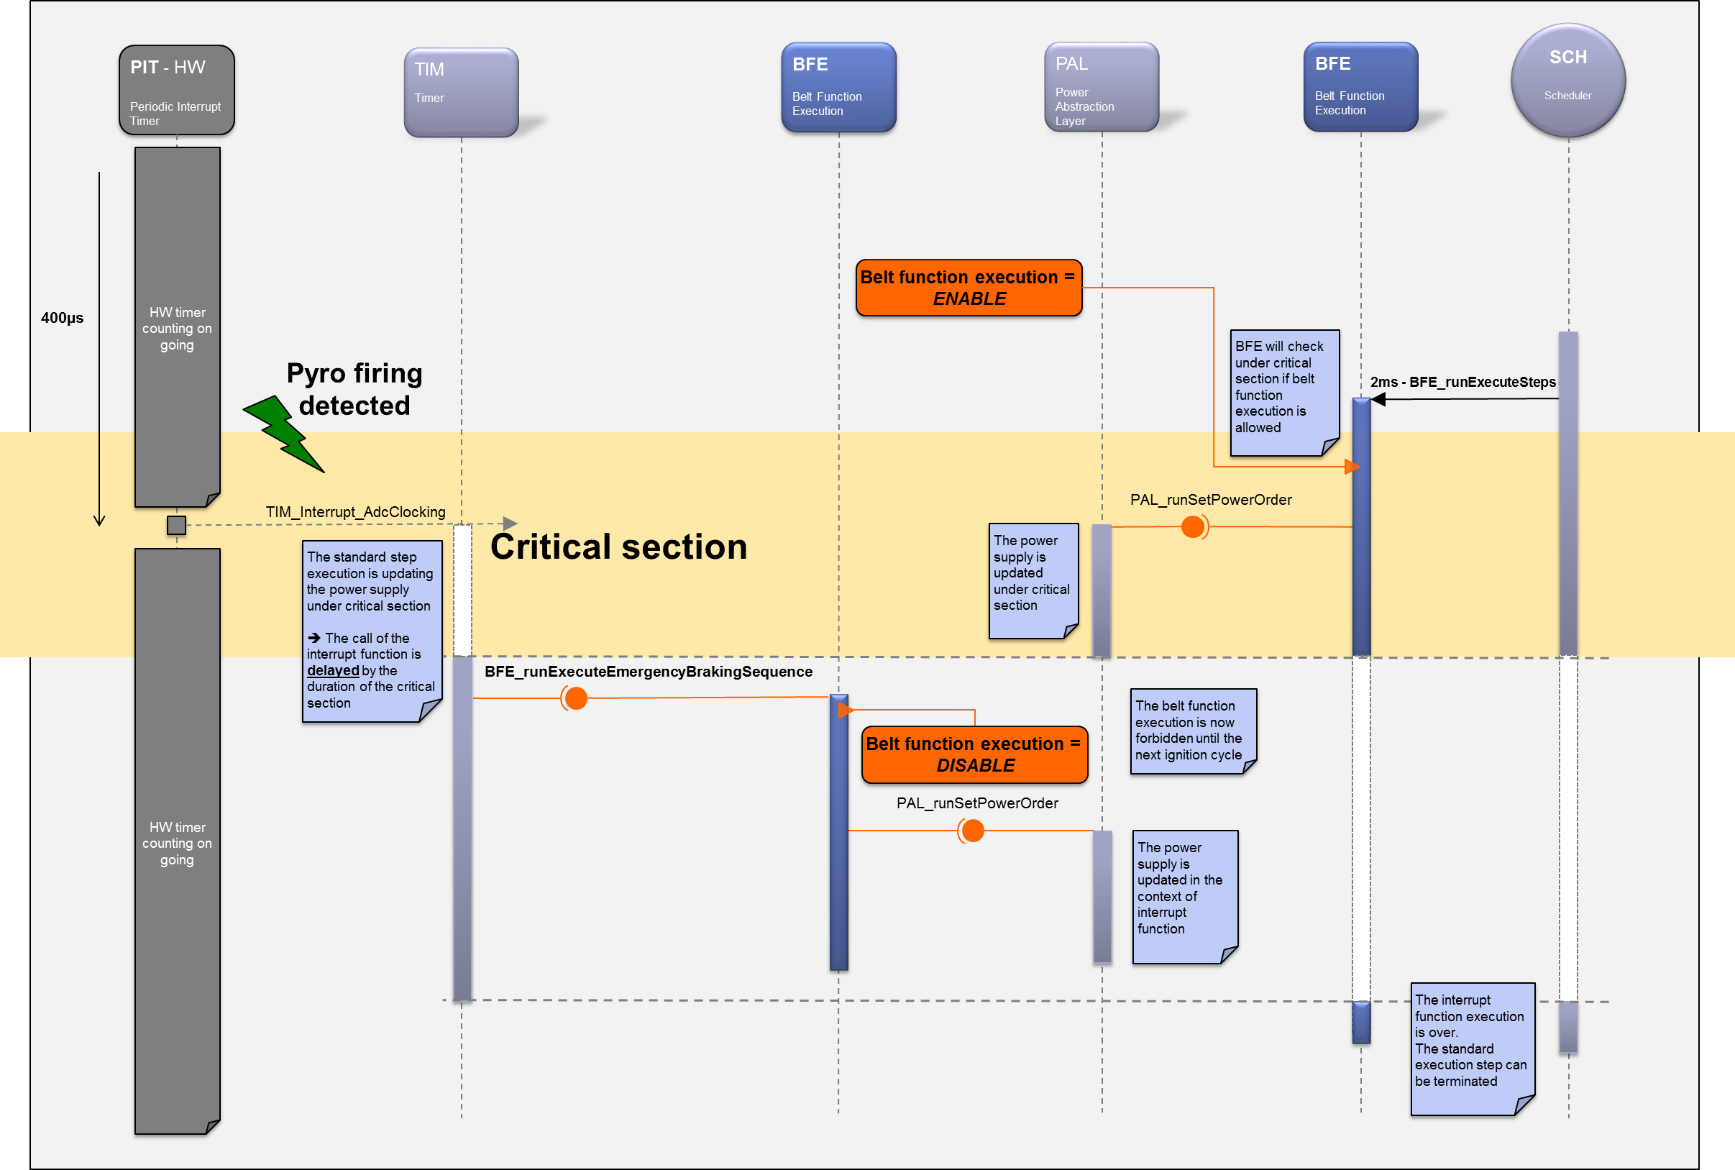 PIT - HW
Periodic Interrupt
Timer
TIM
Timer
BFE
Belt Function
Execution
PAL
Power
Abstraction
Layer
BFE
Belt Function
Execution
SCH
Scheduler
400µs
HW timer
counting on
going
Pyro firing
detected
Belt function execution =
ENABLE
BFE will check
under critical
section if belt
function
execution is
allowed
2ms - BFE_runExecuteSteps
TIM_Interrupt_AdcClocking
PAL_runSetPowerOrder
Critical section
The standard step
execution is updating
the power supply
under critical section
➔ The call of the
interrupt function is
delayed by the
duration of the critical
section
The power
supply is
updated
under critical
section
BFE_runExecuteEmergencyBrakingSequence
Belt function execution =
DISABLE
The belt function
execution is now
forbidden until the
next ignition cycle
PAL_runSetPowerOrder
HW timer
counting on
going
The power
supply is
updated in the
context of
interrupt
function
The interrupt
function execution
is over.
The standard
execution step can
be terminated